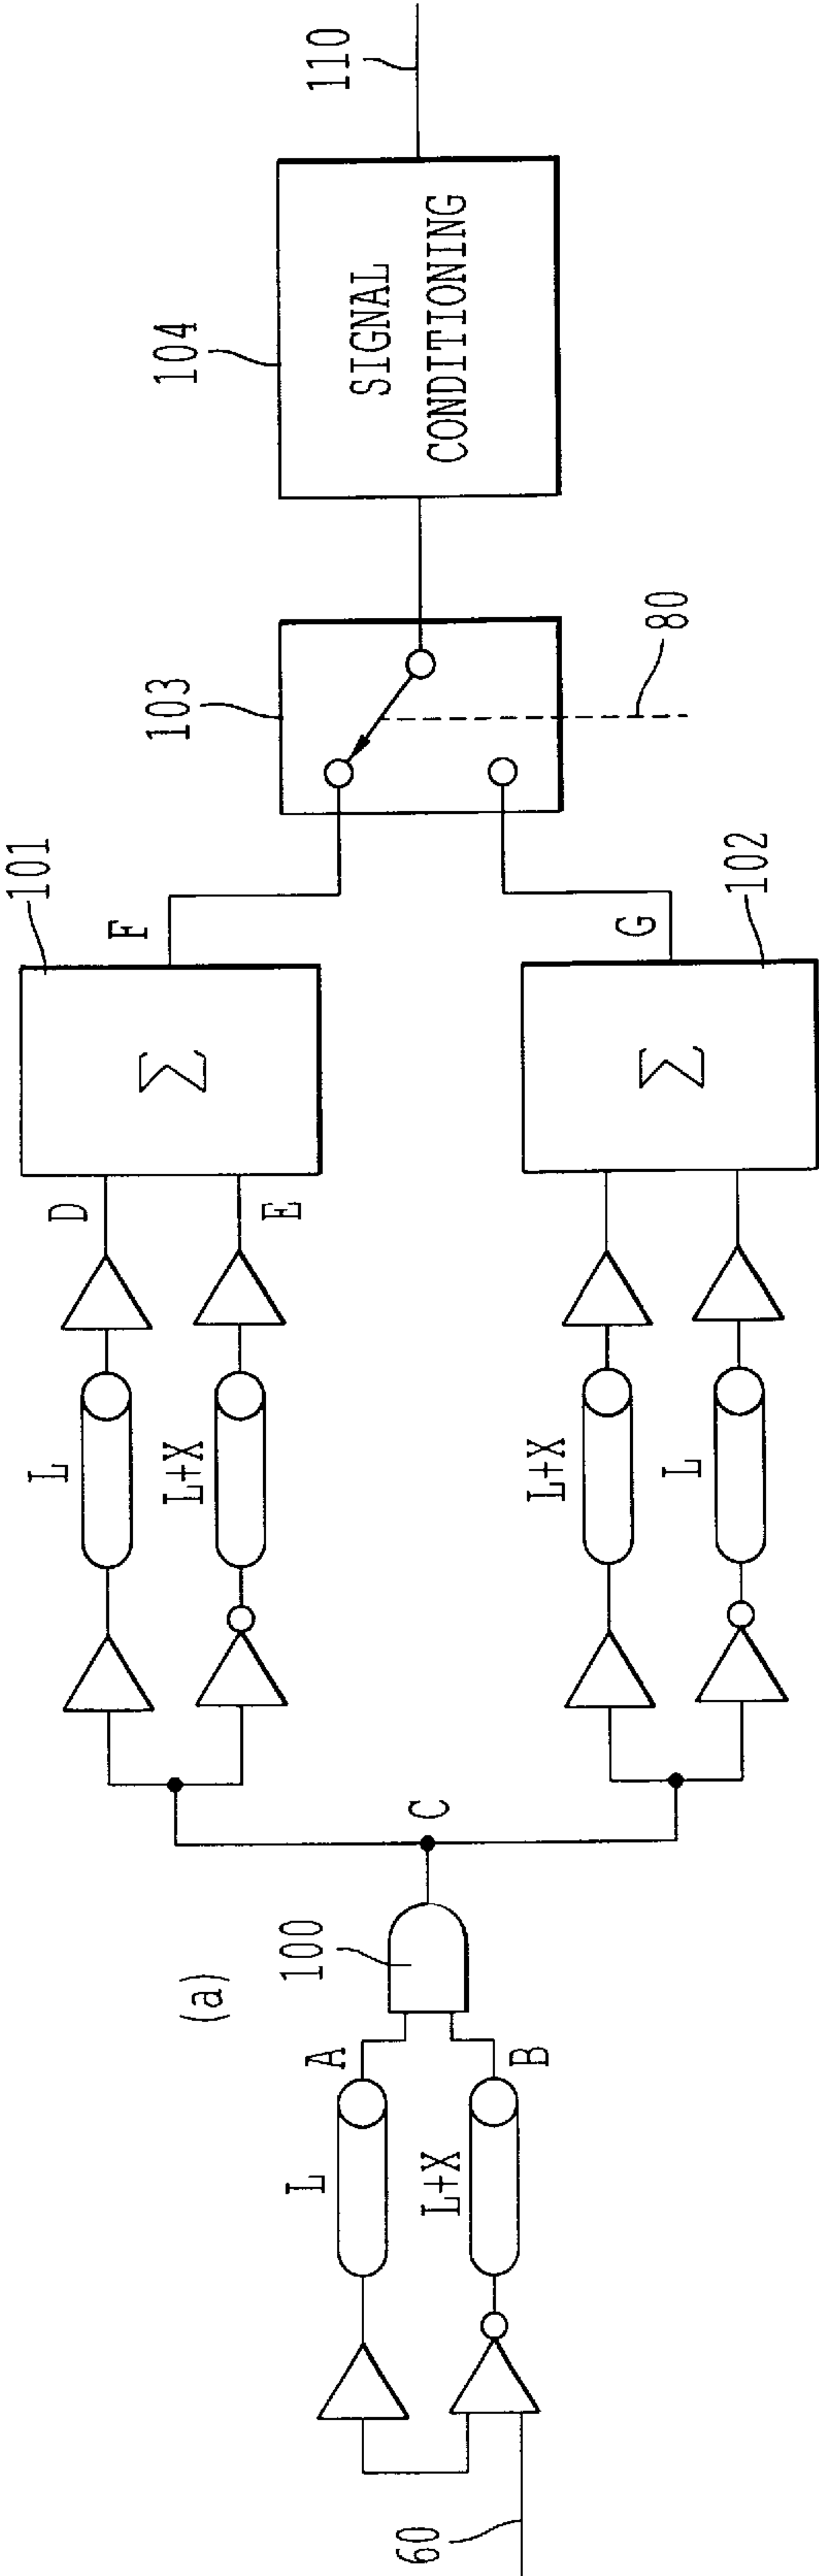 (a)
60
L
A
L+X
B
100
C
L
D
L+X
E
Σ
101
F
L+X
L
Σ
102
G
103
80
104
SIGNAL
CONDITIONING
110